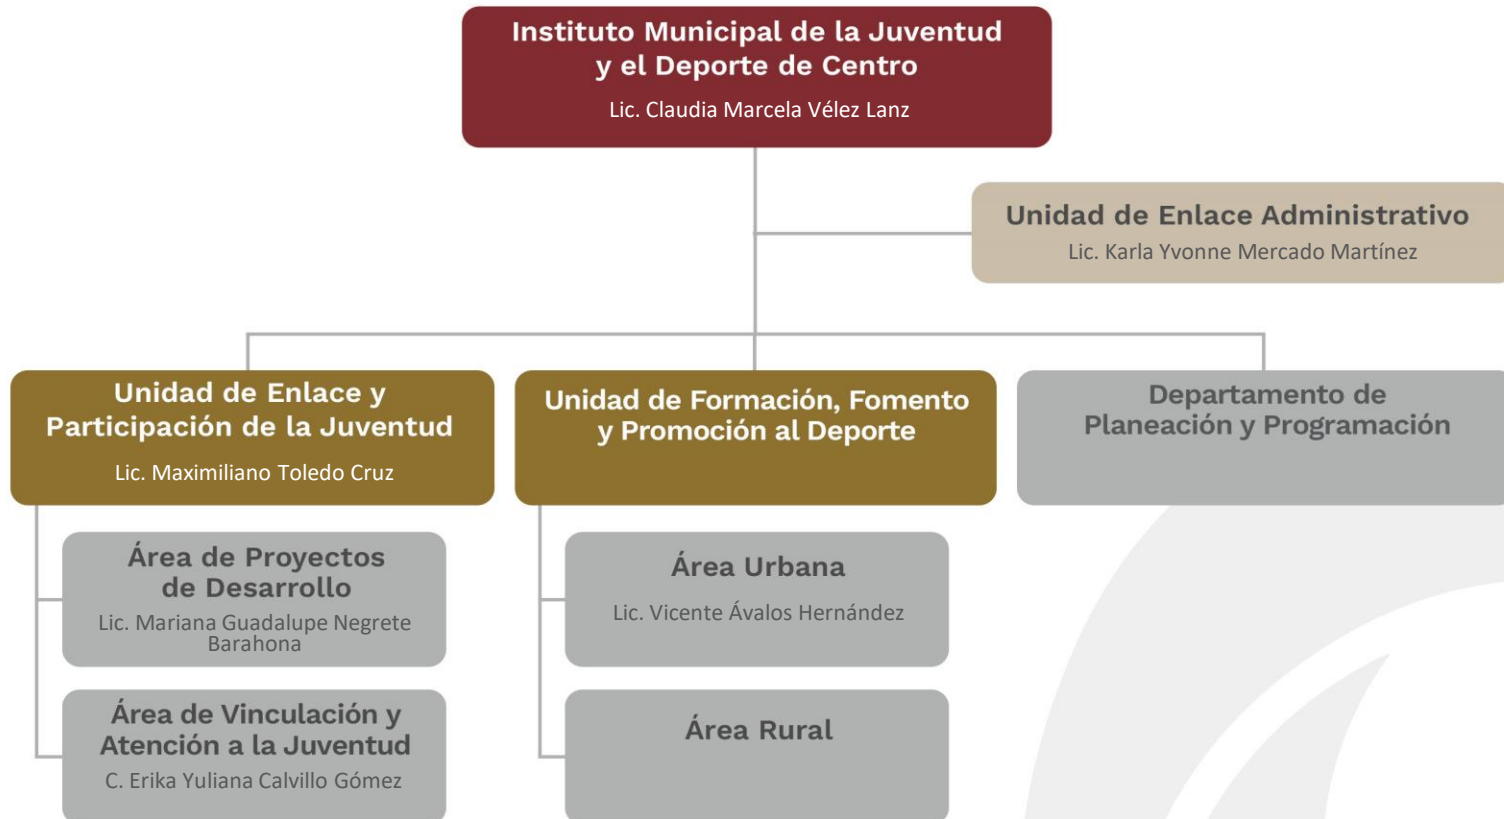 Instituto Municipal de la Juventud
y el Deporte de Centro
Lic. Claudia Marcela Vélez Lanz
Unidad de Enlace Administrativo
Lic. Karla Yvonne Mercado Martínez
Unidad de Enlace y
Participación de la Juventud
Lic. Maximiliano Toledo Cruz
Unidad de Formación, Fomento
y Promoción al Deporte
Departamento de
Planeación y Programación
Área de Proyectos
de Desarrollo
Lic. Mariana Guadalupe Negrete
Barahona
Área Urbana
Lic. Vicente Ávalos Hernández
Área de Vinculación y
Atención a la Juventud
C. Erika Yuliana Calvillo Gómez
Área Rural